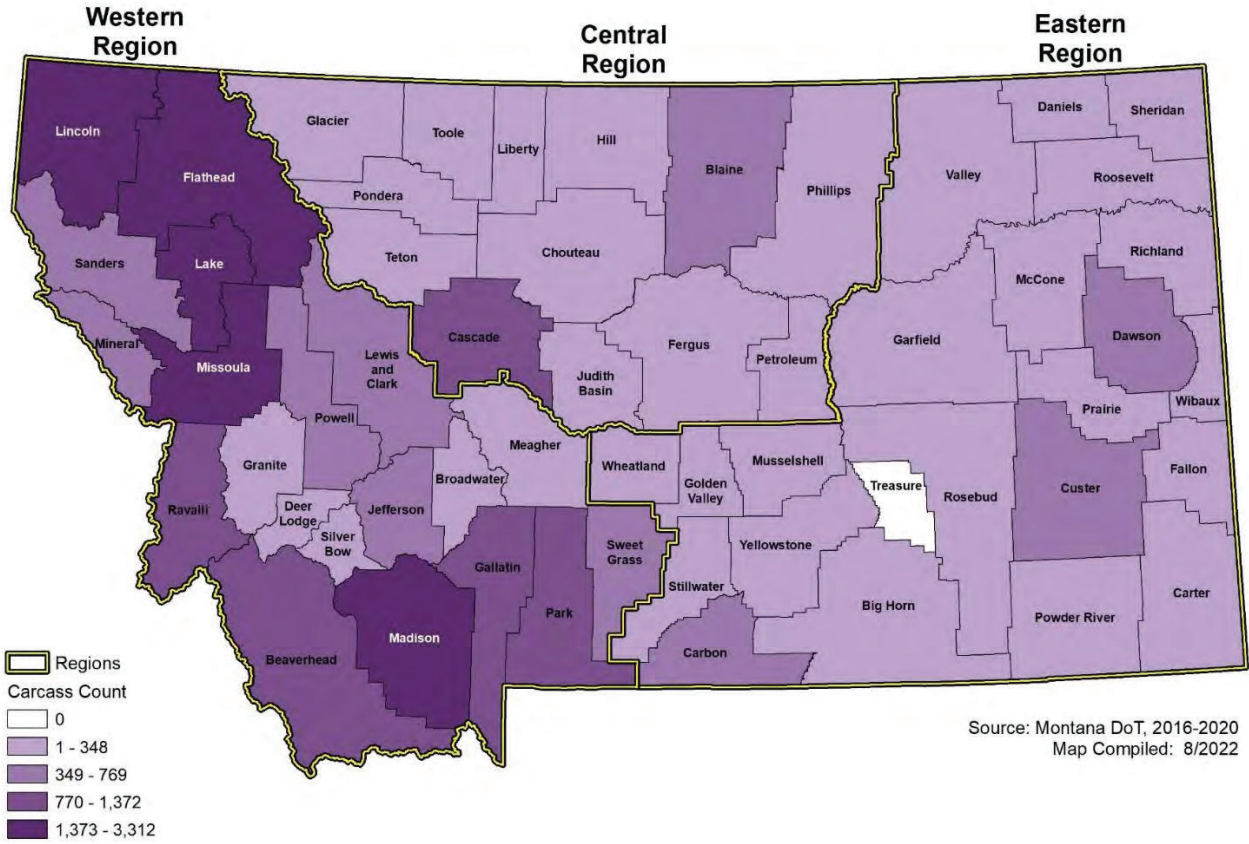 Western
Region
Central
Region
Eastern
Region
Lincoln
Flathead
Glacier
Toole
Liberty
Hill
Blaine
Phillips
Valley
Daniels
Sheridan
Roosevelt
Pondera
Teton
Chouteau
Sanders
Lake
Richland
McCone
Dawson
Garfield
Mineral
Missoula
Lewis
and
Clark
Cascade
Judith
Basin
Fergus
Petroleum
Prairie
Wibaux
Powell
Granite
Meagher
Broadwater
Wheatland
Golden
Valley
Musselshell
Treasure
Rosebud
Custer
Fallon
Ravalli
Deer
Lodge
Silver
Bow
Jefferson
Gallatin
Park
Sweet
Grass
Stillwater
Yellowstone
Big Horn
Powder River
Carter
Beaverhead
Madison
Carbon
Regions
Carcass Count
0
1 - 348
349 - 769
770 - 1,372
1,373 - 3,312
Source: Montana DoT, 2016-2020
Map Compiled: 8/2022